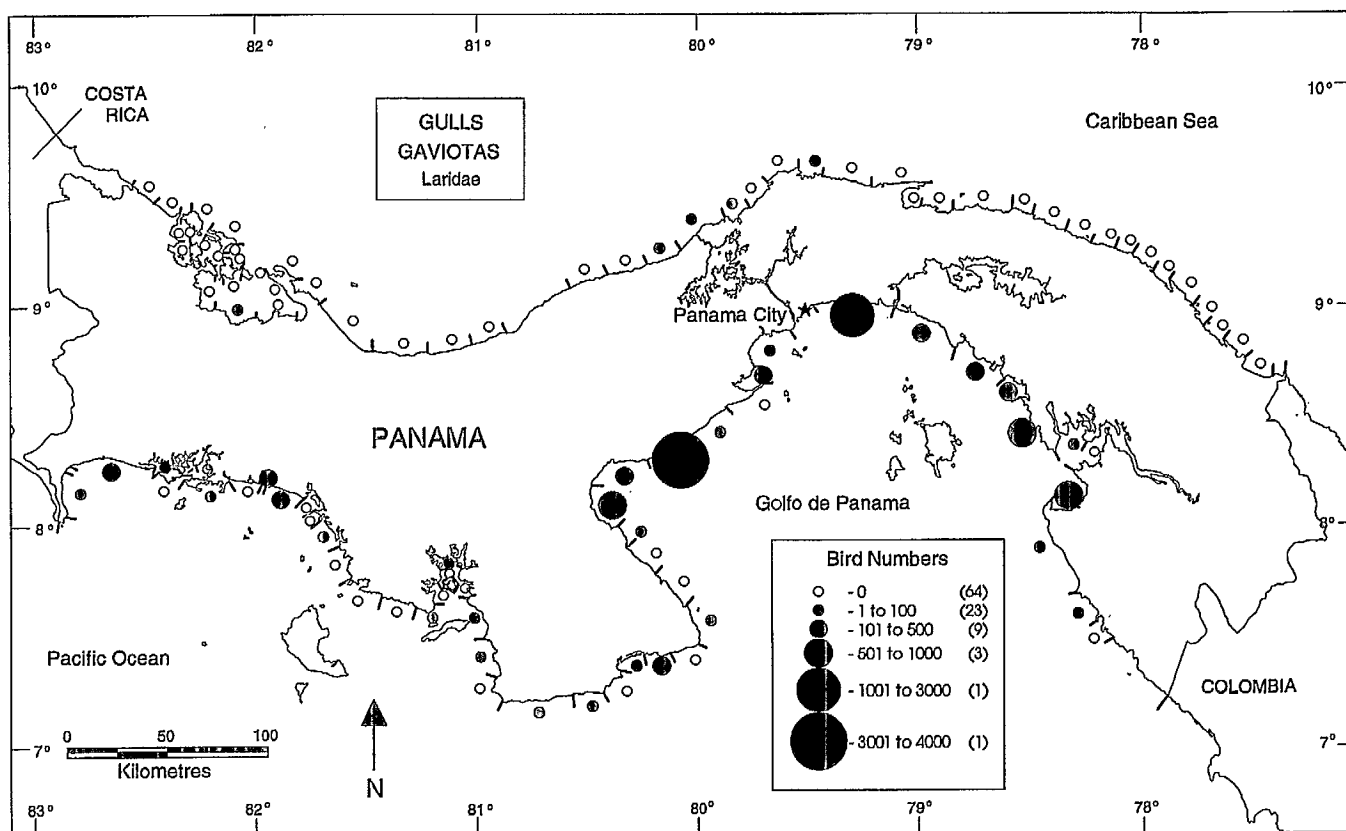 83° 82° 81° 80° 79° 78°
10° 10°
COSTA
RICA
GULLS
GAVIOTAS
Laridae
Caribbean Sea
9° 9°
Panama City
PANAMA
Golfo de Panama
8° 8°
Pacific Ocean
COLOMBIA
Bird Numbers
- 0 (64)
- 1 to 100 (23)
- 101 to 500 (9)
- 501 to 1000 (3)
- 1001 to 3000 (1)
- 3001 to 4000 (1)
0 50 100
Kilometres
N
7° 7°
83° 82° 81° 80° 79° 78°